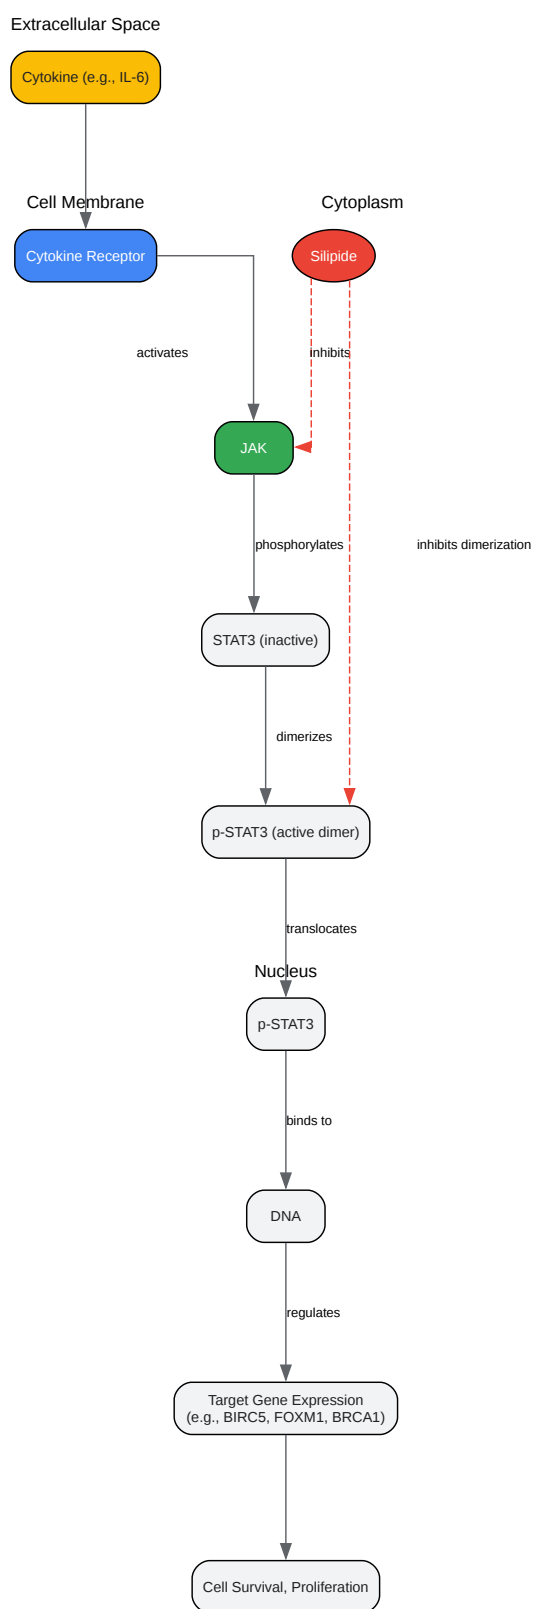 Extracellular Space
Cytokine (e.g., IL-6)
Cell Membrane
Cytoplasm
Cytokine Receptor
Silipide
activates
inhibits
JAK
phosphorylates
inhibits dimerization
STAT3 (inactive)
dimerizes
p-STAT3 (active dimer)
translocates
Nucleus
p-STAT3
binds to
DNA
regulates
Target Gene Expression
(e.g., BIRC5, FOXM1, BRCA1)
Cell Survival, Proliferation